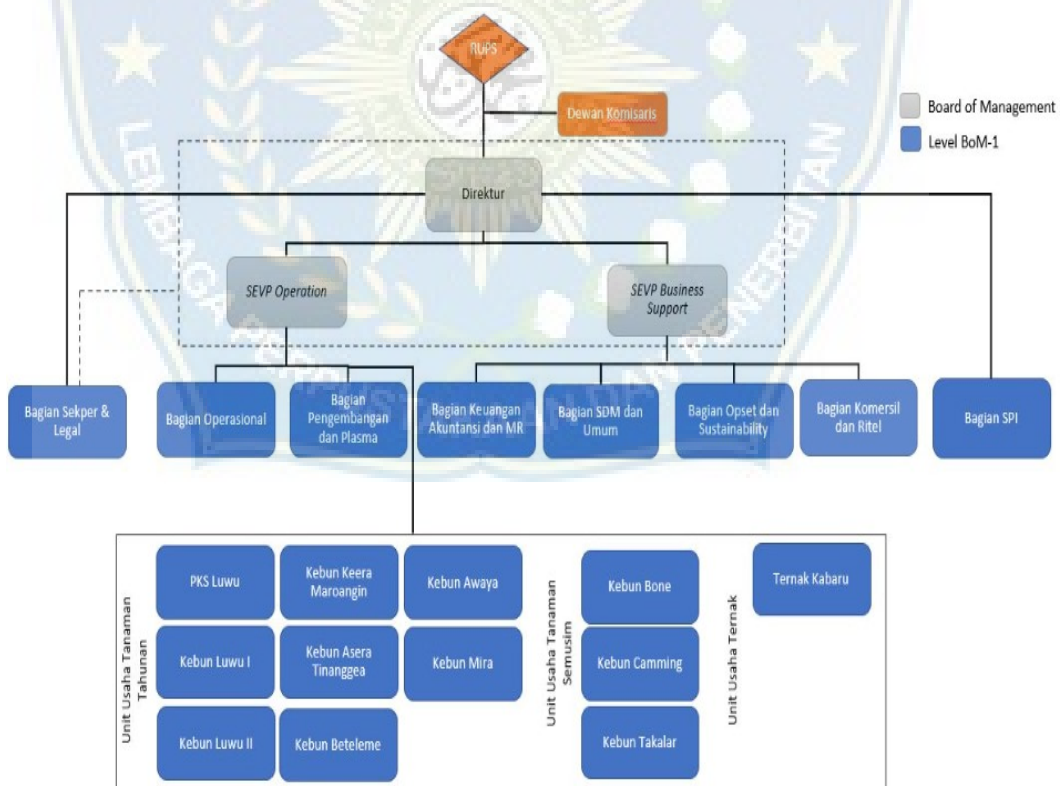 RUPS
Dewan Komisaris
Board of Management
Level BoM-1
Direktur
SEVP Operation
SEVP Business
Support
Bagian Sekper &
Legal
Bagian Operasional
Bagian
Pengembangan
dan Plasma
Bagian Keuangan
Akuntansi dan MR
Bagian SDM dan
Umum
Bagian Opset dan
Sustainability
Bagian Komersil
dan Ritel
Bagian SPI
Unit Usaha Tanaman
Tahunan
PKS Luwu
Kebun Keera
Maroangin
Kebun Awaya
Kebun Luwu I
Kebun Asera
Tinanggea
Kebun Mira
Kebun Luwu II
Kebun Beteleme
Unit Usaha Tanaman
Semusim
Kebun Bone
Kebun Camming
Kebun Takalar
Unit Usaha Ternak
Ternak Kabaru
LEMBAGA PERPUSTAKAAN DAN PENERBITAN